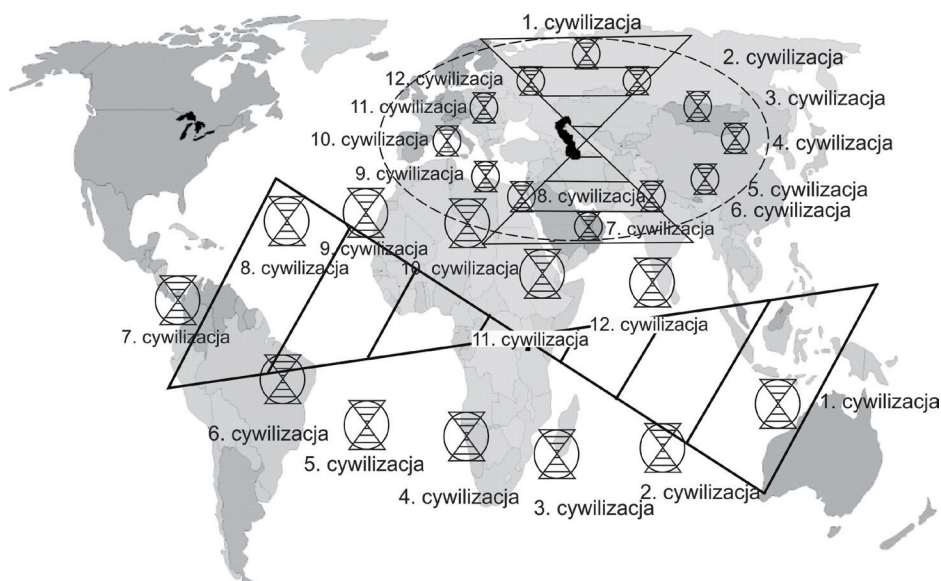 1. cywilizacja
2. cywilizacja
12. cywilizacja
3. cywilizacja
11. cywilizacja
10. cywilizacja
4. cywilizacja
9. cywilizacja
5. cywilizacja
8. cywilizacja
6. cywilizacja
7. cywilizacja
9. cywilizacja
8. cywilizacja
10. cywilizacja
7. cywilizacja
12. cywilizacja
11. cywilizacja
1. cywilizacja
6. cywilizacja
5. cywilizacja
4. cywilizacja
2. cywilizacja
3. cywilizacja